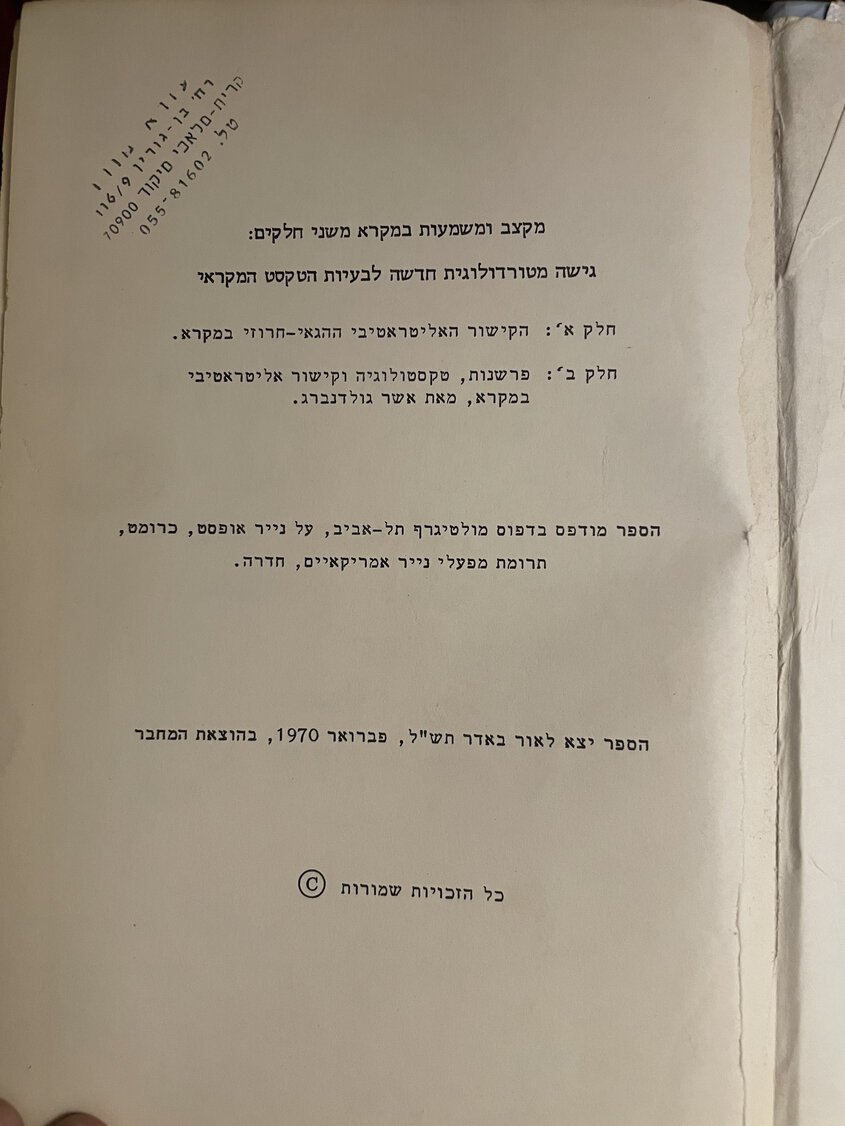 רח' בן-גוריון 116/9
קרית-מלאכי מיקוד 70900
טל. 055-81602
מקצב ומשמעות במקרא משני חלקים:
גישה מטורדולוגית חדשה לבעיות הטקסט המקראי
חלק א': הקישור האליטראטיבי ההגאי-חרוזי במקרא.
חלק ב': פרשנות, טקסטולוגיה וקישור אליטראטיבי
במקרא, מאת אשר גולדנברג.
הספר מודפס בדפוס מולטיגרף תל-אביב, על נייר אופסט, כרומט,
תרומת מפעלי נייר אמריקאיים, חדרה.
הספר יצא לאור באדר תש"ל, פברואר 1970, בהוצאת המחבר
כל הזכויות שמורות ©